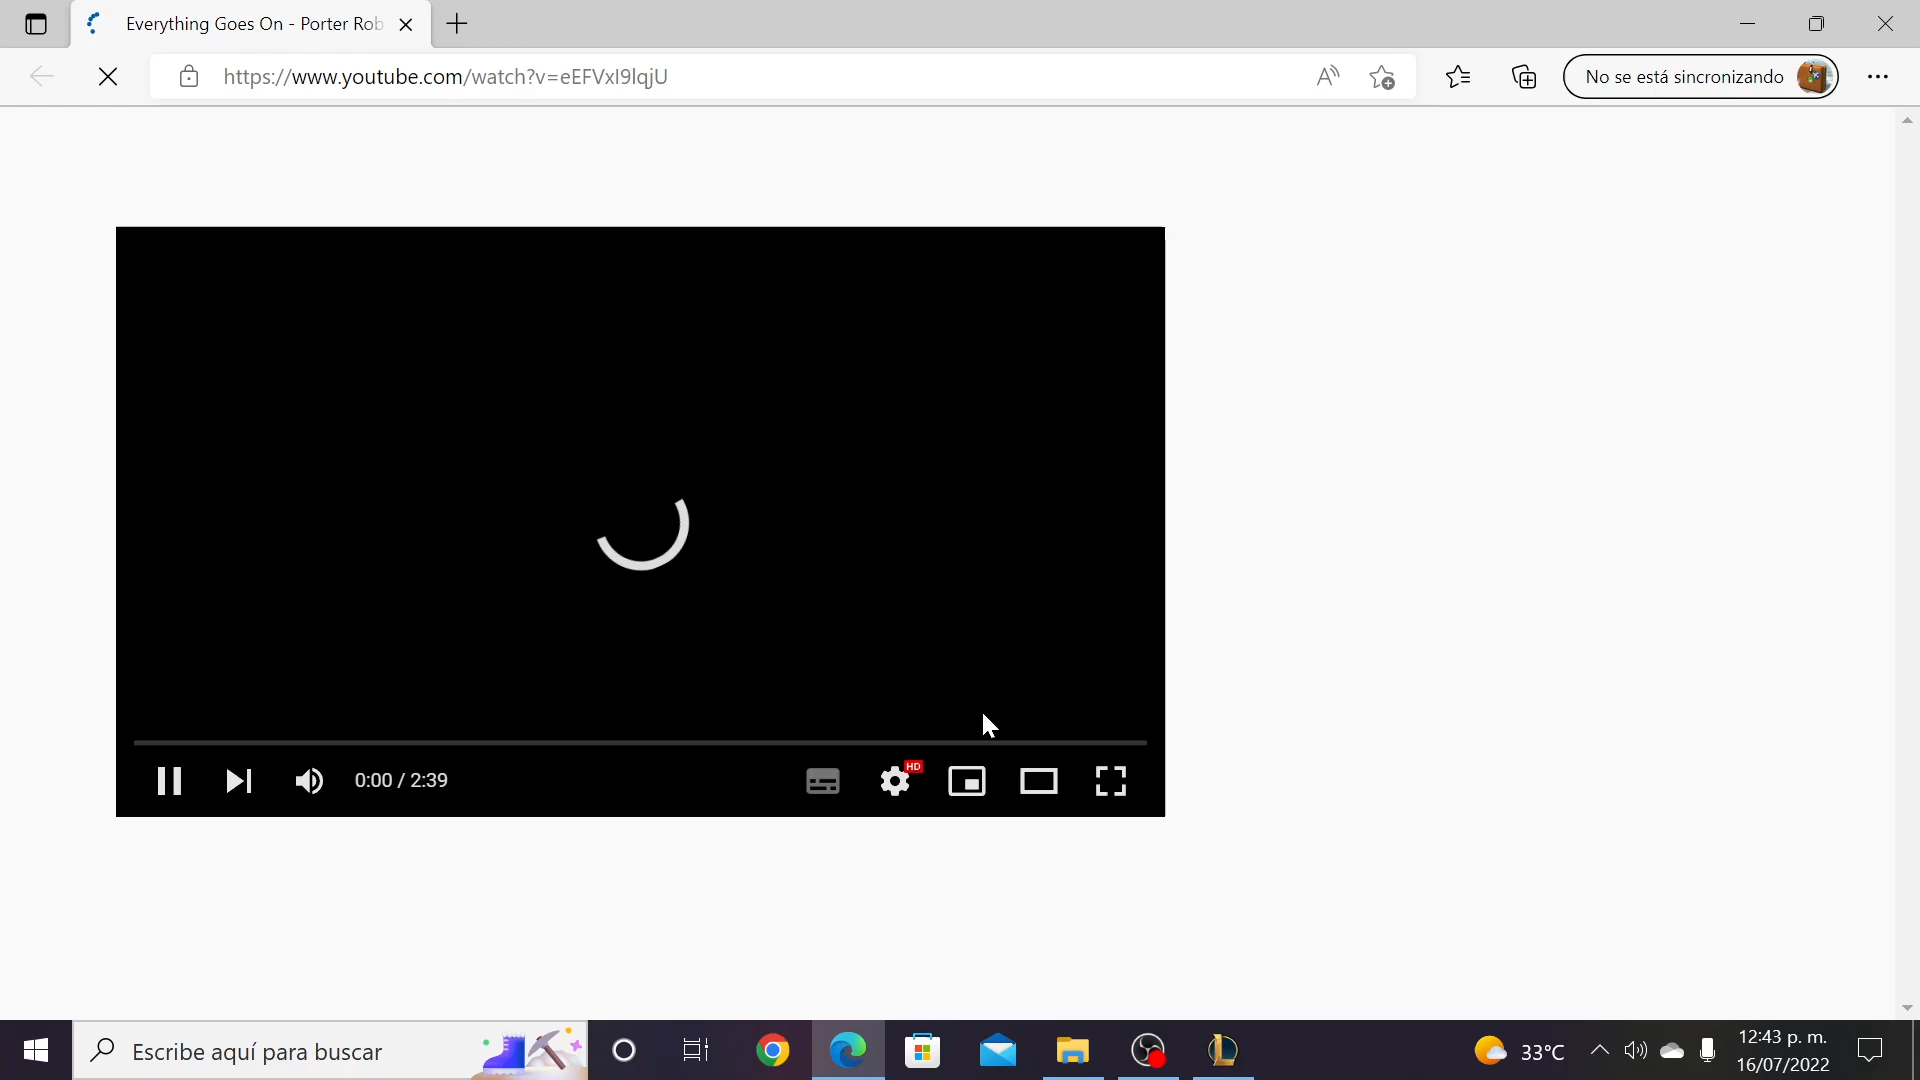 Everything Goes On - Porter Rob
https://www.youtube.com/watch?v=eEFVxI9lqjU
No se está sincronizando
HD
0:00 / 2:39
Escribe aquí para buscar
33°C
12:43 p. m.
16/07/2022